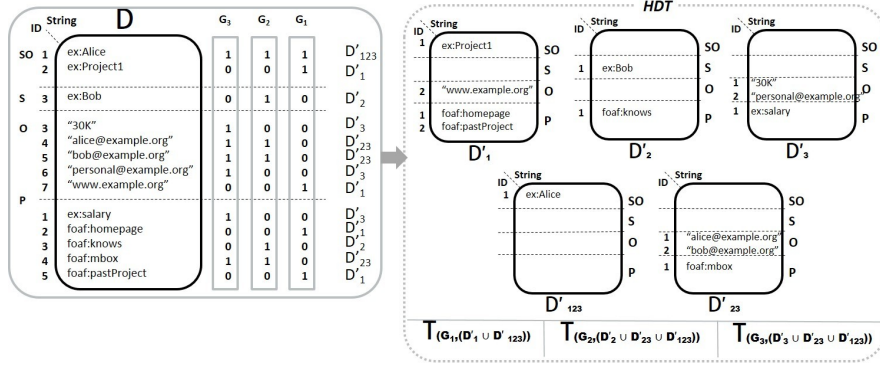 D
G3 G2 G1
ID String
SO 1 ex:Alice 1 1 1 D'123
2 ex:Project1 0 0 1 D'1
S 3 ex:Bob 0 1 0 D'2
O 3 "30K" 1 0 0 D'3
4 "alice@example.org" 1 1 0 D'23
5 "bob@example.org" 1 1 0 D'23
6 "personal@example.org" 1 0 0 D'3
7 "www.example.org" 0 0 1 D'1
P
1 ex:salary 1 0 0 D'3
2 foaf:homepage 0 0 1 D'1
3 foaf:knows 0 1 0 D'2
4 foaf:mbox 1 1 0 D'23
5 foaf:pastProject 0 0 1 D'1
HDT
ID String
1 ex:Project1 SO
S
2 "www.example.org" O
1 foaf:homepage P
2 foaf:pastProject
D'1
ID String
SO
1 ex:Bob S
O
1 foaf:knows P
D'2
ID String
SO
S
1 "30K" O
2 "personal@example.org"
1 ex:salary P
D'3
ID String
1 ex:Alice SO
S
O
P
D'123
ID String
SO
S
1 "alice@example.org" O
2 "bob@example.org"
1 foaf:mbox P
D'23
T(G1,(D'1 ∪ D'123)) T(G2,(D'2 ∪ D'23 ∪ D'123)) T(G3,(D'3 ∪ D'23 ∪ D'123))